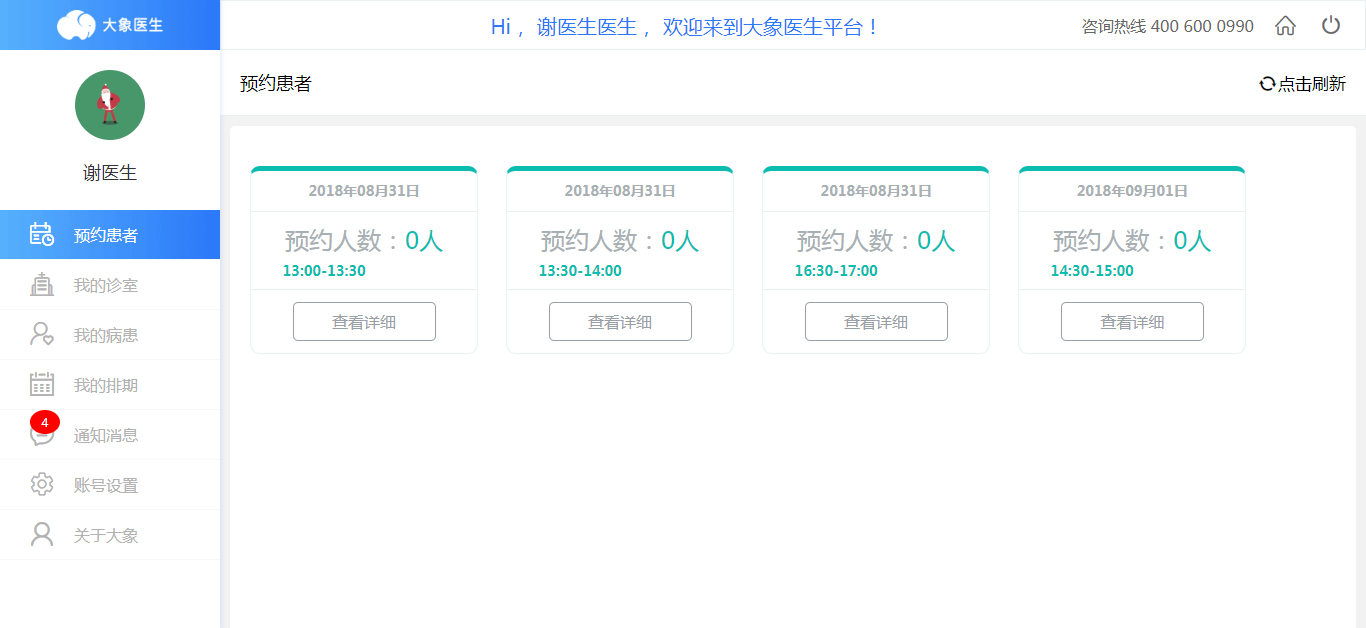 大象医生
Hi ， 谢医生医生 ， 欢迎来到大象医生平台！
咨询热线 400 600 0990
谢医生
预约患者
我的诊室
我的病患
我的排期
4
通知消息
账号设置
关于大象
预约患者
点击刷新
2018年08月31日
预约人数：0人
13:00-13:30
查看详细
2018年08月31日
预约人数：0人
13:30-14:00
查看详细
2018年08月31日
预约人数：0人
16:30-17:00
查看详细
2018年09月01日
预约人数：0人
14:30-15:00
查看详细